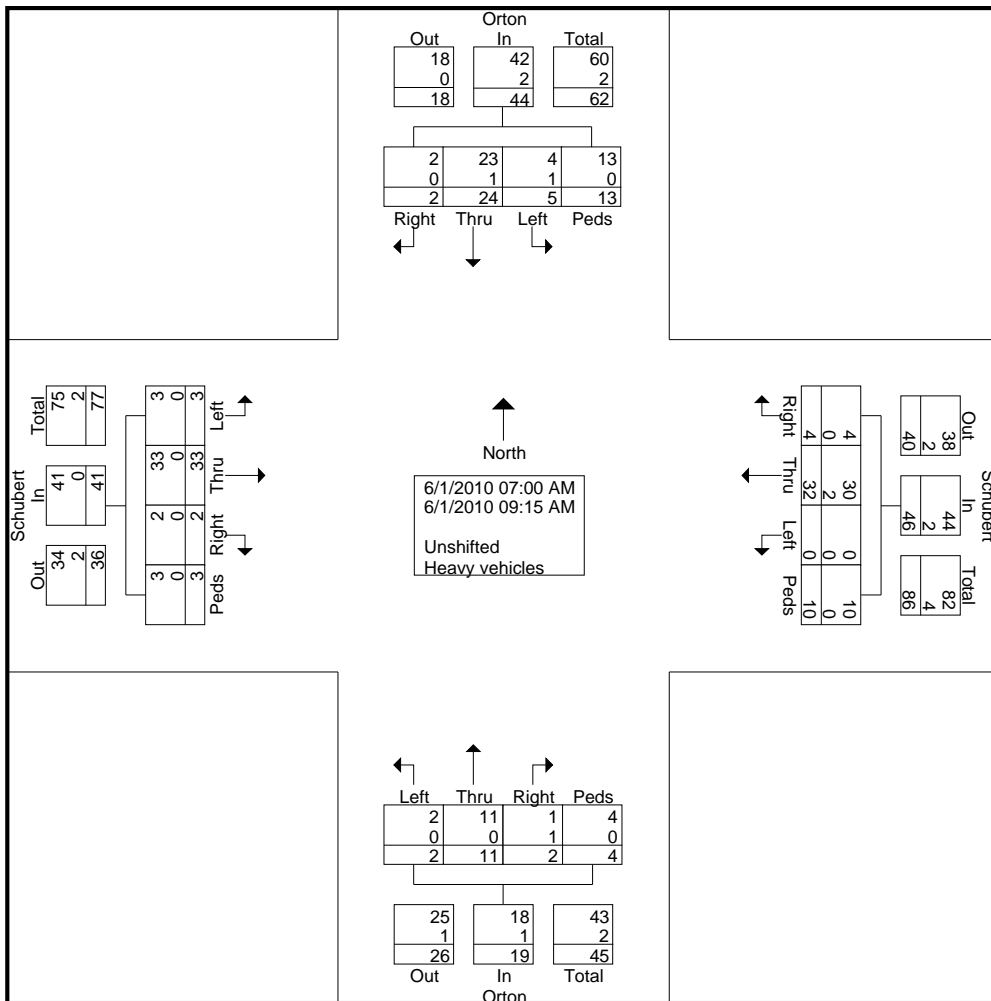 Orton
Out In Total
18 42 60
0 2 2
18 44 62
2 23 4 13
0 1 1 0
2 24 5 13
Right Thru Left Peds
Schubert
Total In Out
75 41 34
2 0 2
77 41 36
3 33 2 3
0 0 0 0
3 33 2 3
Left Thru Right Peds
North
6/1/2010 07:00 AM
6/1/2010 09:15 AM
Unshifted
Heavy vehicles
Right Thru Left Peds
4 32 0 10
0 2 0 0
4 30 0 10
40 46 86
2 2 4
38 44 82
Out In Total
Schubert
Left Thru Right Peds
2 11 1 4
0 0 1 0
2 11 2 4
25 18 43
1 1 2
26 19 45
Out In Total
Orton